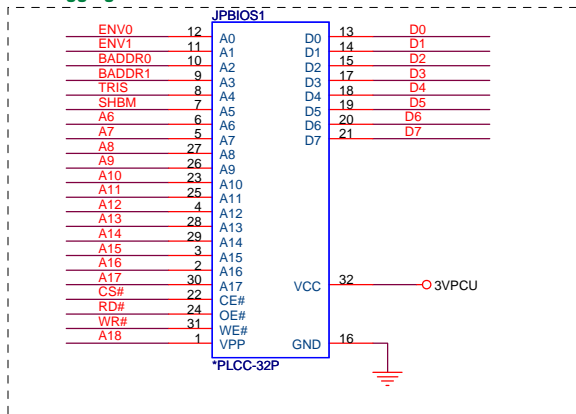 JPBIOS1
ENV0 12 A0 D0 13 D0
ENV1 11 A1 D1 14 D1
BADDR0 10 A2 D2 15 D2
BADDR1 9 A3 D3 17 D3
TRIS 8 A4 D4 18 D4
SHBM 7 A5 D5 19 D5
A6 6 A6 D6 20 D6
A7 5 A7 D7 21 D7
A8 27 A8
A9 26 A9
A10 23 A10
A11 25 A11
A12 4 A12
A13 28 A13
A14 29 A14
A15 3 A15
A16 2 A16
A17 30 A17 VCC 32 3VPCU
CS# 22 CE#
RD# 24 OE#
WR# 31 WE#
A18 1 VPP GND 16
*PLCC-32P